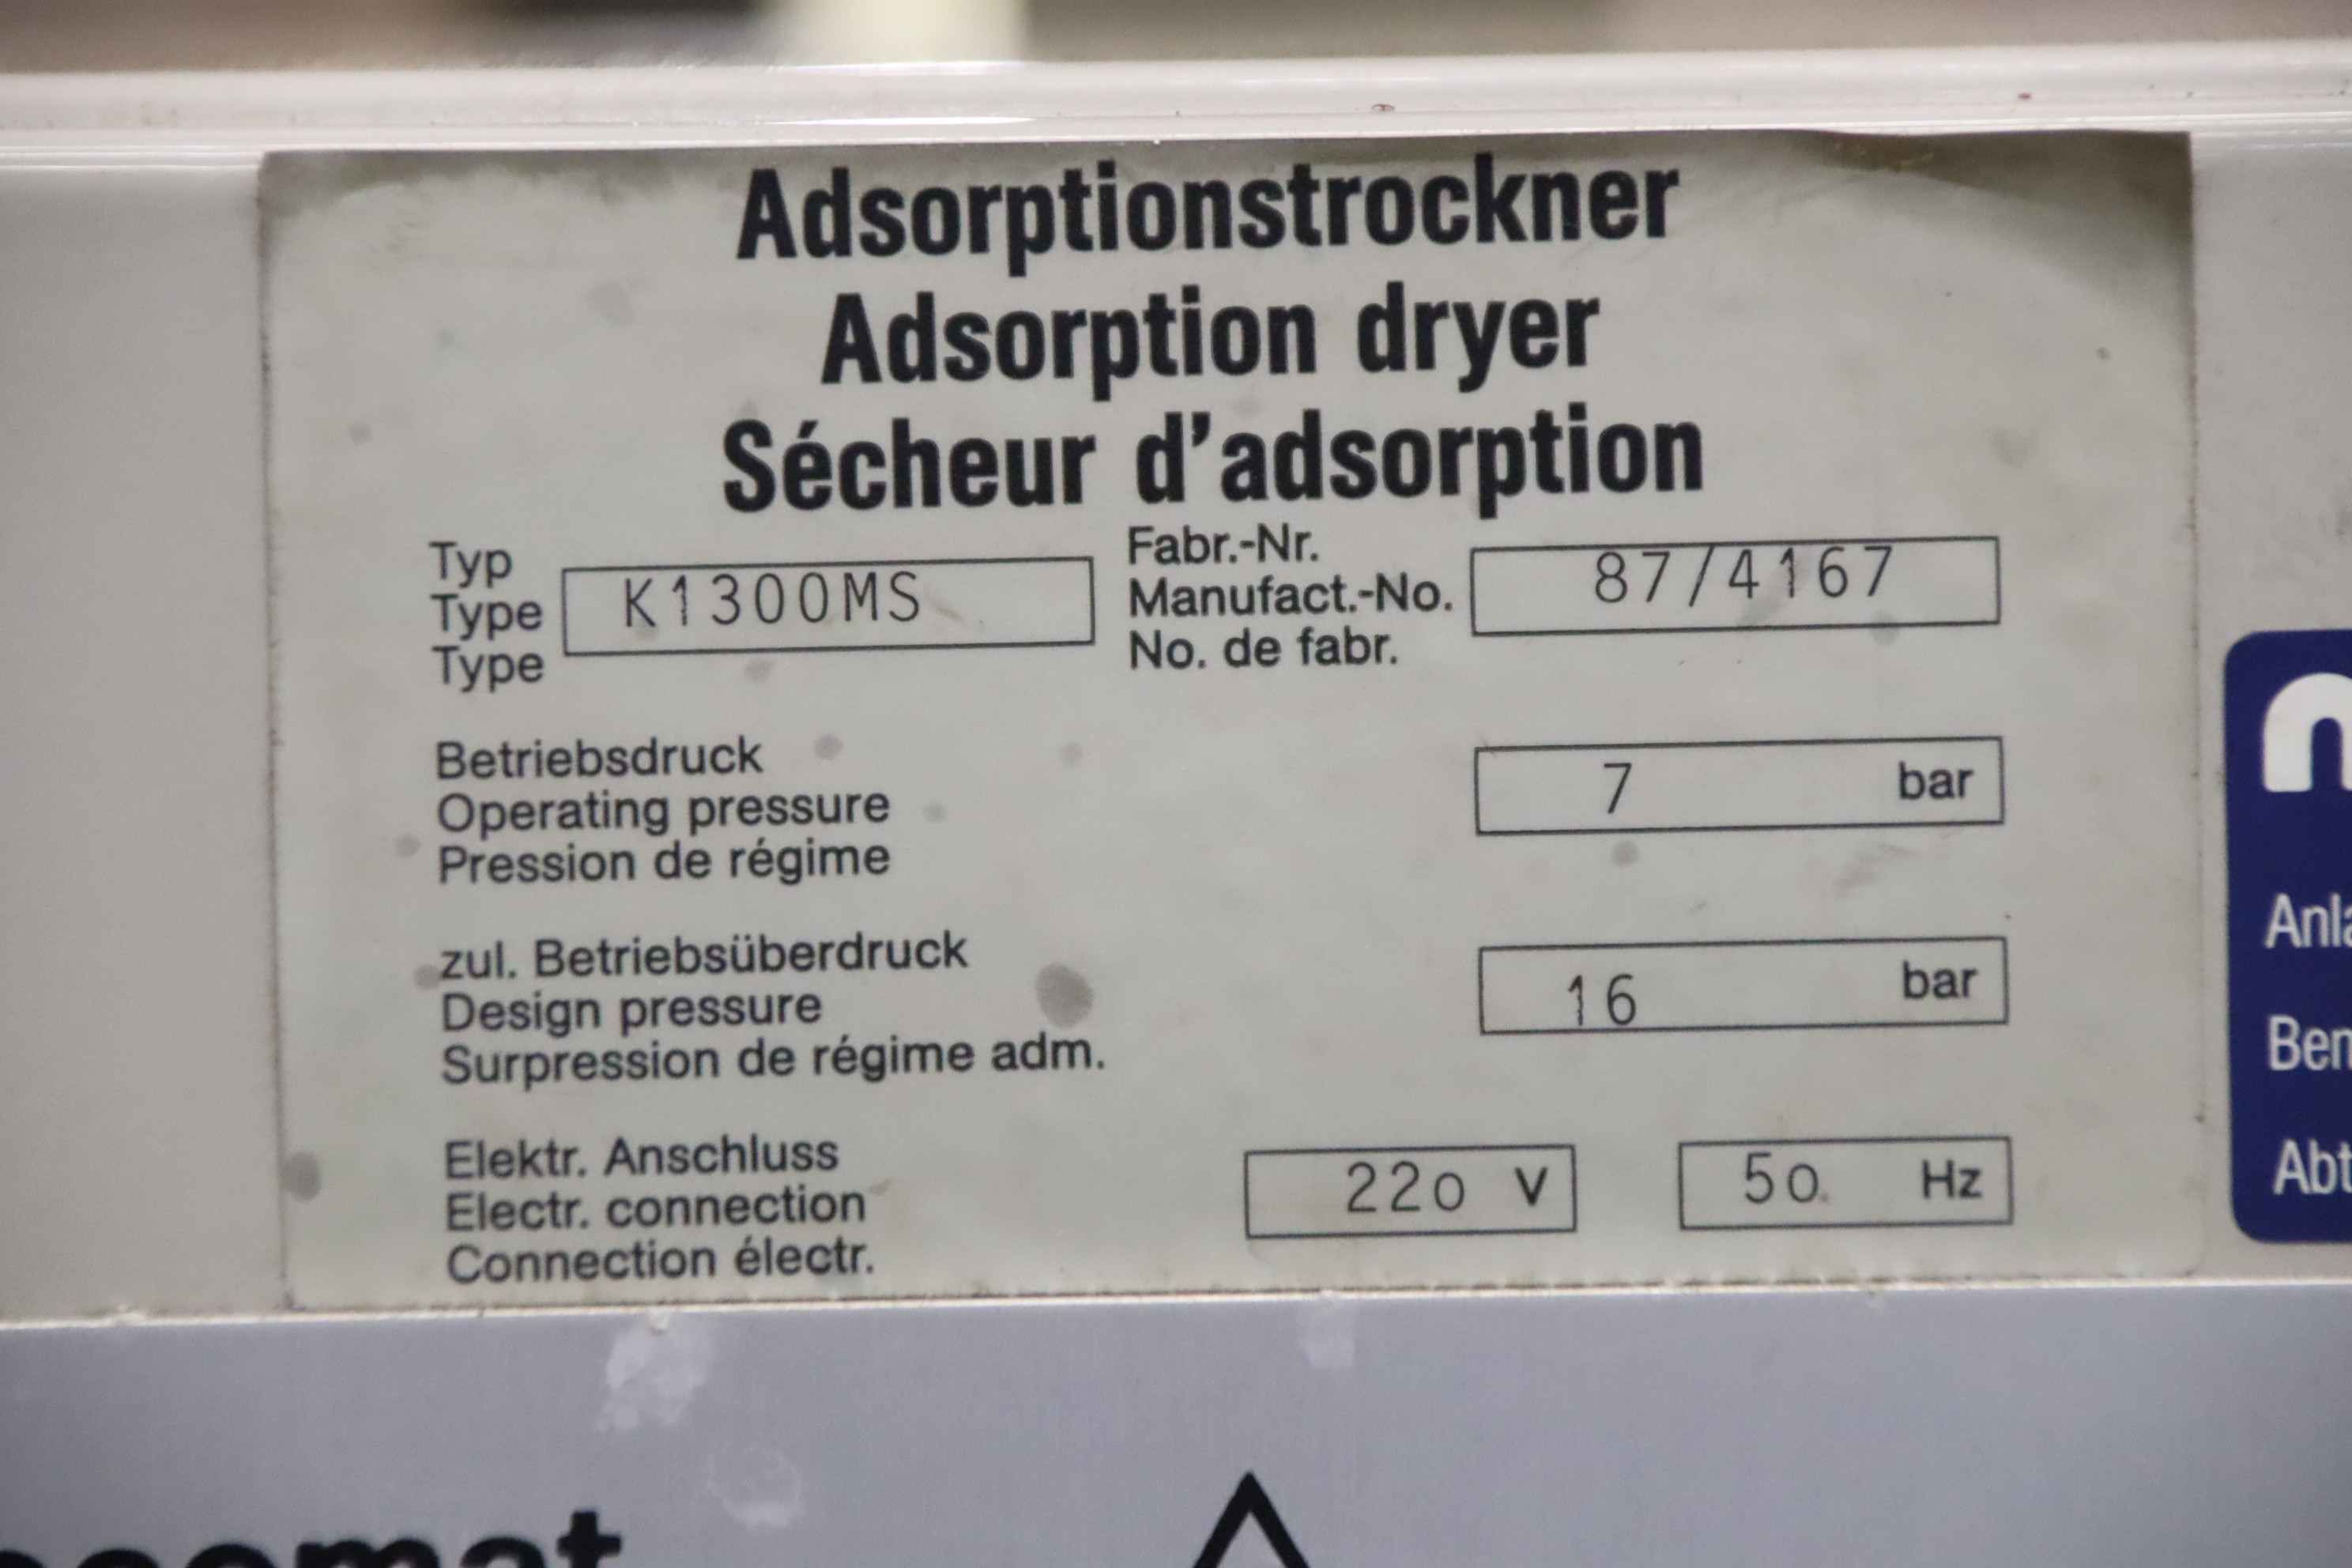 Adsorptionstrockner
Adsorption dryer
Sécheur d'adsorption
Typ
Type K1300MS
Type
Fabr.-Nr.
Manufact.-No. 87/4167
No. de fabr.
Betriebsdruck
Operating pressure 7 bar
Pression de régime
zul. Betriebsüberdruck
Design pressure 16 bar
Surpression de régime adm.
Elektr. Anschluss
Electr. connection 220 V 50 Hz
Connection électr.